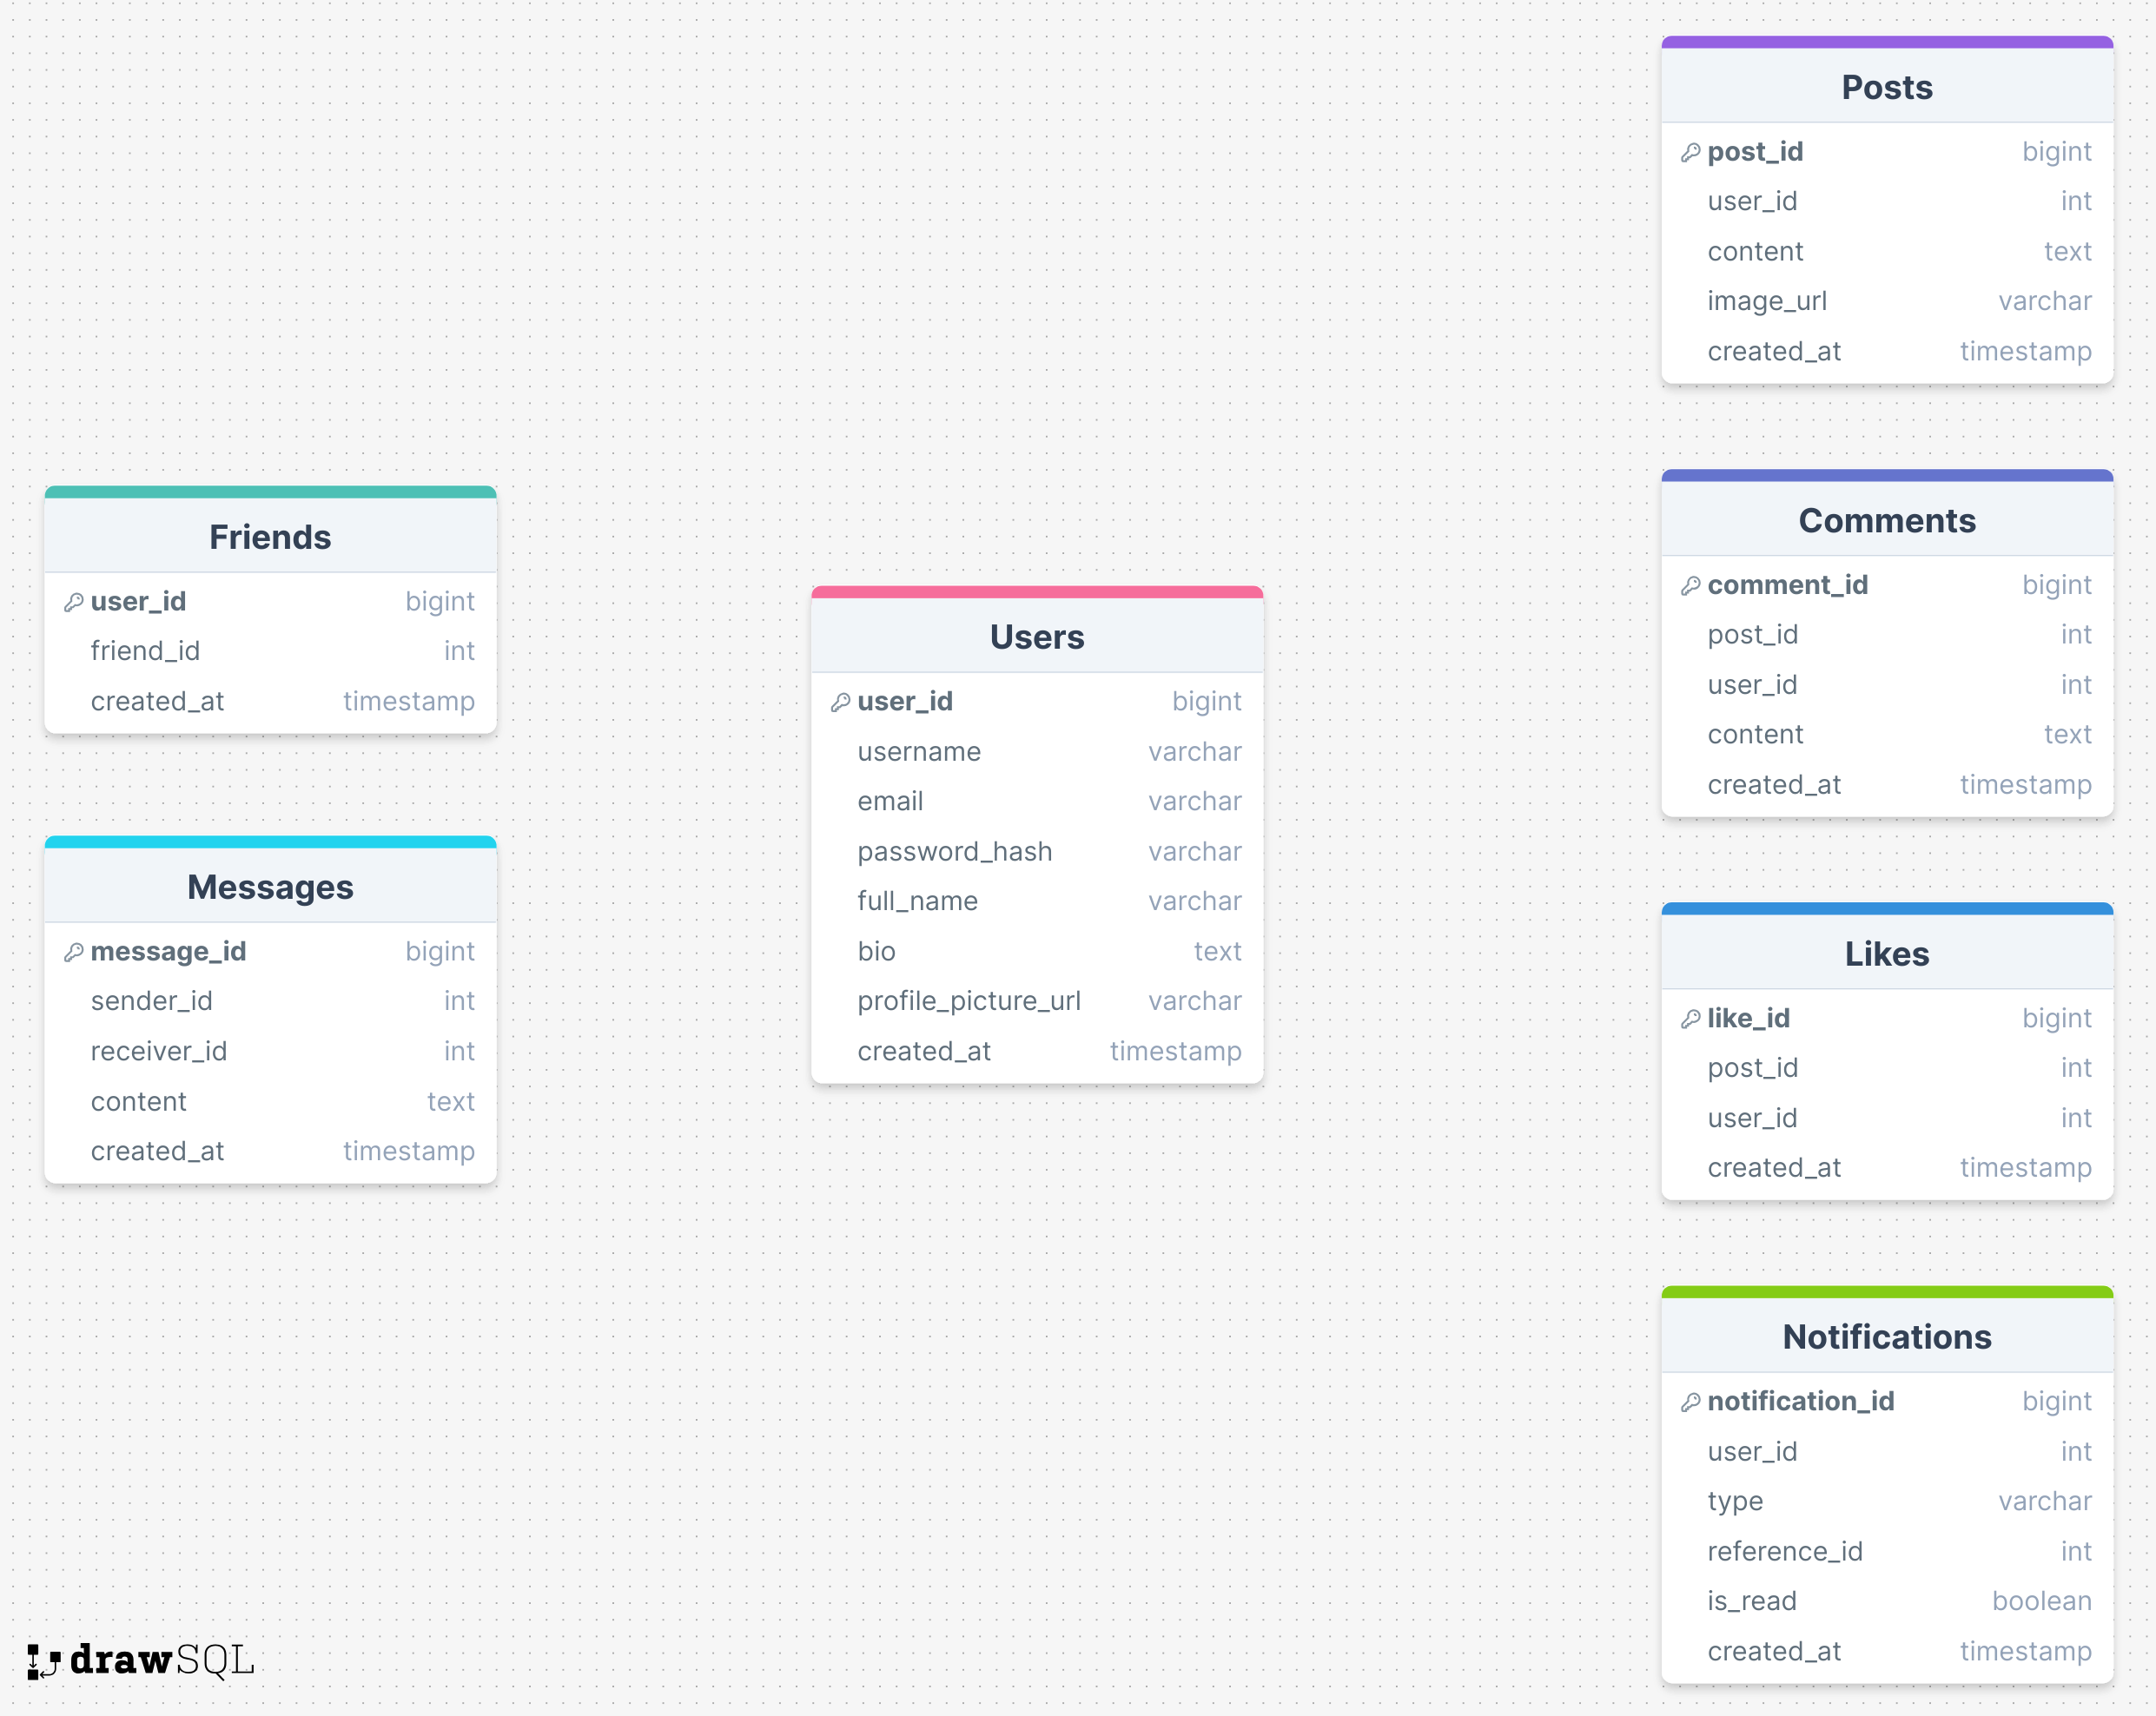 Friends
user_id bigint
friend_id int
created_at timestamp
Messages
message_id bigint
sender_id int
receiver_id int
content text
created_at timestamp
Users
user_id bigint
username varchar
email varchar
password_hash varchar
full_name varchar
bio text
profile_picture_url varchar
created_at timestamp
Posts
post_id bigint
user_id int
content text
image_url varchar
created_at timestamp
Comments
comment_id bigint
post_id int
user_id int
content text
created_at timestamp
Likes
like_id bigint
post_id int
user_id int
created_at timestamp
Notifications
notification_id bigint
user_id int
type varchar
reference_id int
is_read boolean
created_at timestamp
drawSQL